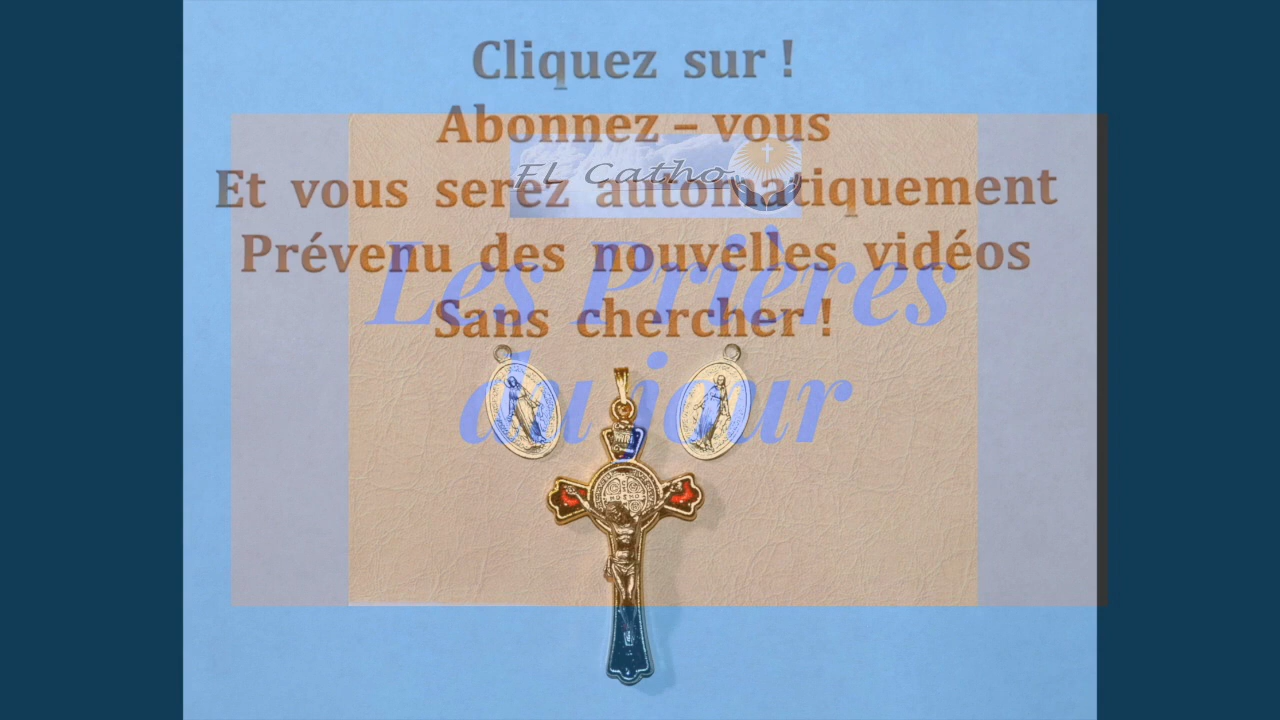 Cliquez sur !
Abonnez – vous
FL Catho
Et vous serez automatiquement
Prévenu des nouvelles vidéos
Les Prières
Sans chercher !
du jour